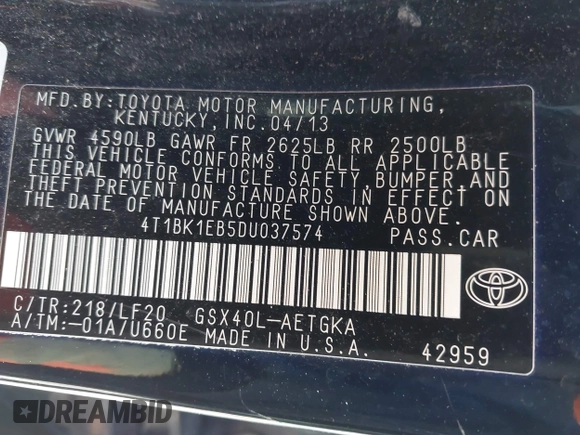 MFD.BY:TOYOTA MOTOR MANUFACTURING,
KENTUCKY,INC.04/13
GVWR 4590LB GAWR FR 2625LB RR 2500LB
THIS VEHICLE CONFORMS TO ALL APPLICABLE
FEDERAL MOTOR VEHICLE SAFETY,BUMPER,AND
THEFT PREVENTION STANDARDS IN EFFECT ON
THE DATE OF MANUFACTURE SHOWN ABOVE.
4T1BK1EB5DU037574 PASS.CAR
C/TR:218/LF20 GSX40L-AETGKA
A/TM:-01A/U660E MADE IN U.S.A. 42959
DREAMBID